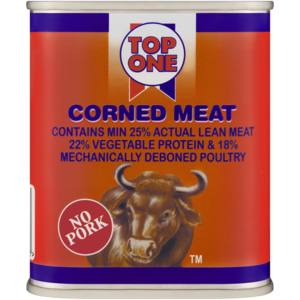 TOP
ONE
CORNED MEAT
CONTAINS MIN 25% ACTUAL LEAN MEAT
22% VEGETABLE PROTEIN & 18%
MECHANICALLY DEBONED POULTRY
NO
PORK
TM